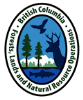 British Columbia
Forests, Lands and Natural Resource Operations